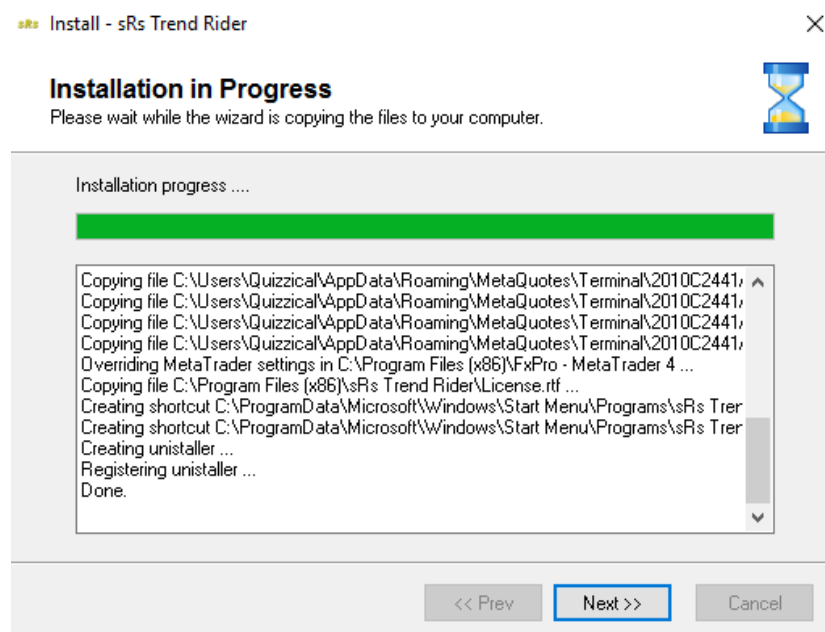 sRs Install - sRs Trend Rider
Installation in Progress
Please wait while the wizard is copying the files to your computer.
Installation progress ....
Copying file C:\Users\Quizzical\AppData\Roaming\MetaQuotes\Terminal\2010C2441
Copying file C:\Users\Quizzical\AppData\Roaming\MetaQuotes\Terminal\2010C2441
Copying file C:\Users\Quizzical\AppData\Roaming\MetaQuotes\Terminal\2010C2441
Copying file C:\Users\Quizzical\AppData\Roaming\MetaQuotes\Terminal\2010C2441
Overriding MetaTrader settings in C:\Program Files (x86)\FxPro - MetaTrader 4 ...
Copying file C:\Program Files (x86)\sRs Trend Rider\License.rtf ...
Creating shortcut C:\ProgramData\Microsoft\Windows\Start Menu\Programs\sRs Trer
Creating shortcut C:\ProgramData\Microsoft\Windows\Start Menu\Programs\sRs Trer
Creating unistaller ...
Registering unistaller ...
Done.
<< Prev
Next >>
Cancel